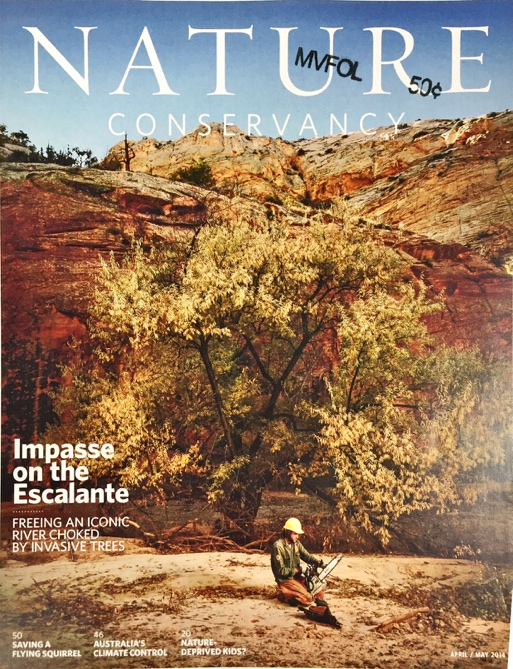 NATURE
MVFOL
50¢
CONSERVANCY
Impasse
on the
Escalante
FREEING AN ICONIC
RIVER CHOKED
BY INVASIVE TREES
50
SAVING A
FLYING SQUIRREL
46
AUSTRALIA'S
CLIMATE CONTROL
20
NATURE-
DEPRIVED KIDS?
APRIL / MAY 2014